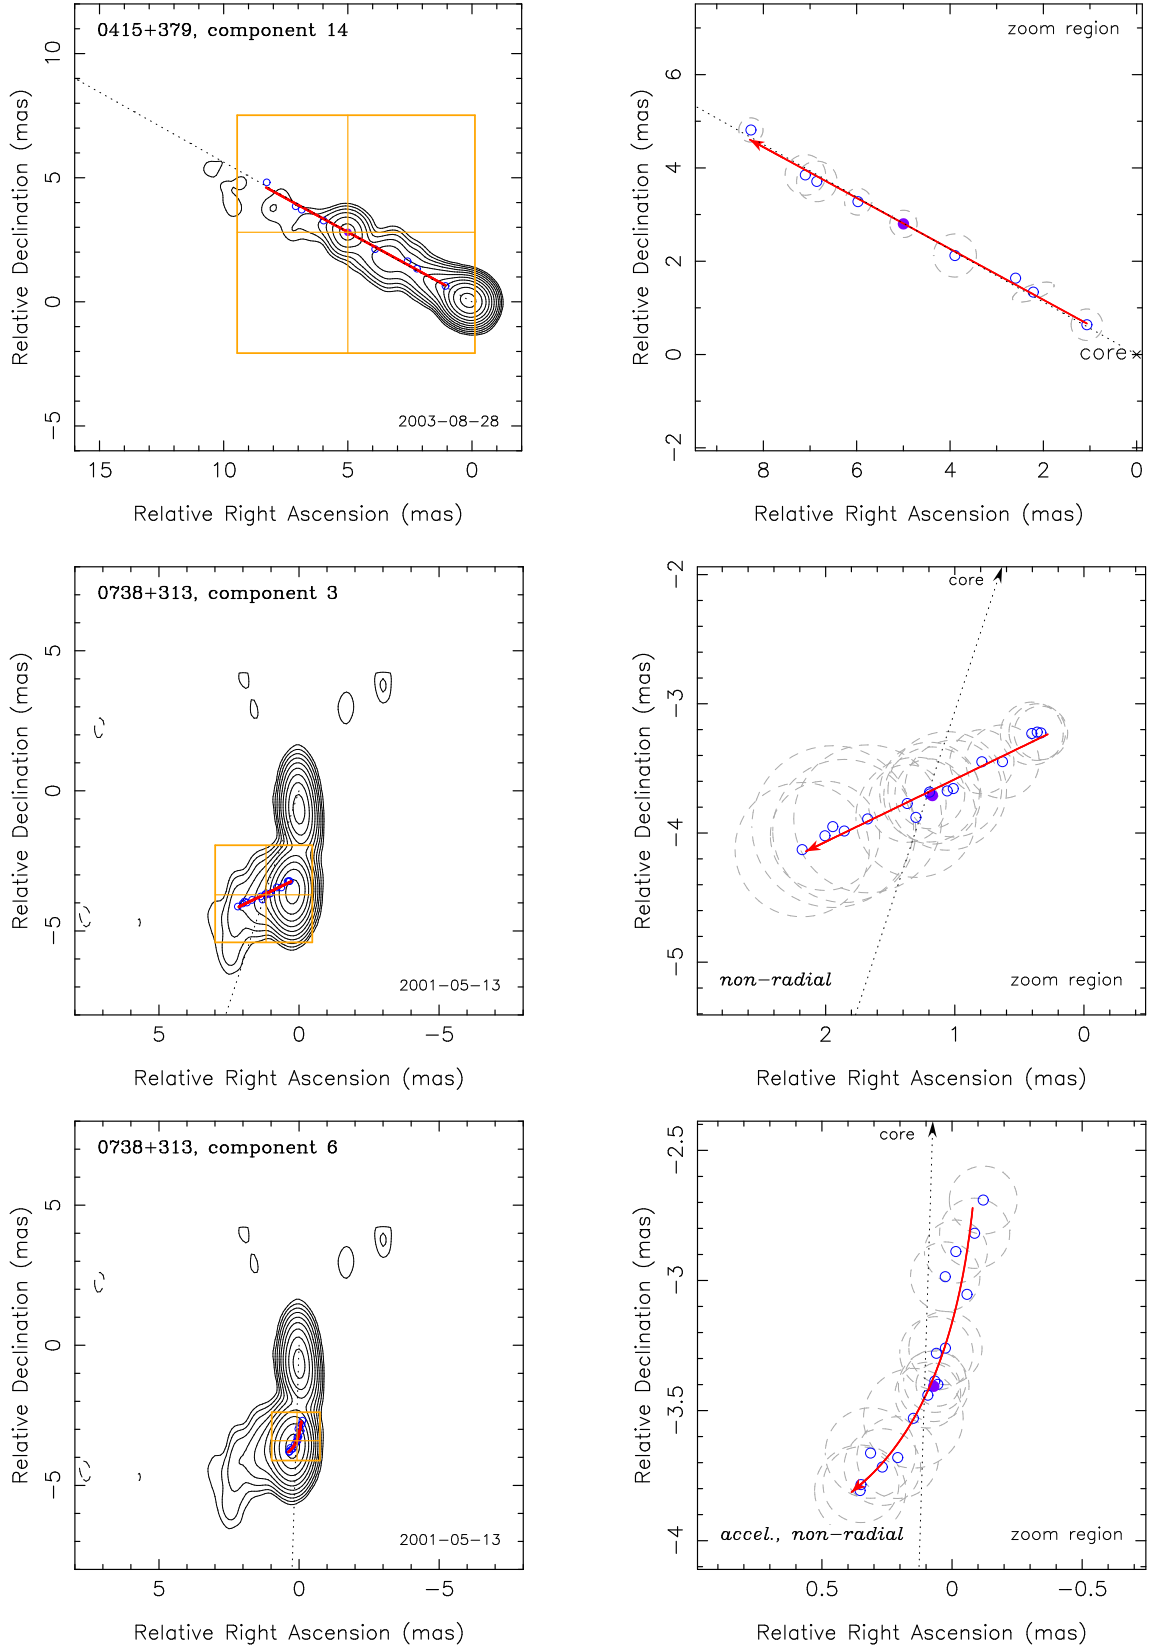 0415+379, component 14
zoom region
10
5
0
−5
Relative Declination (mas)
2003−08−28
15 10 5 0
Relative Right Ascension (mas)
6
4
2
0
−2
Relative Declination (mas)
core
8 6 4 2 0
Relative Right Ascension (mas)
0738+313, component 3
5
0
−5
Relative Declination (mas)
2001−05−13
5 0 −5
Relative Right Ascension (mas)
core
−2
−3
−4
−5
Relative Declination (mas)
non−radial
zoom region
2 1 0
Relative Right Ascension (mas)
0738+313, component 6
5
0
−5
Relative Declination (mas)
2001−05−13
5 0 −5
Relative Right Ascension (mas)
core
−2.5
−3
−3.5
−4
Relative Declination (mas)
accel., non−radial
zoom region
0.5 0 −0.5
Relative Right Ascension (mas)